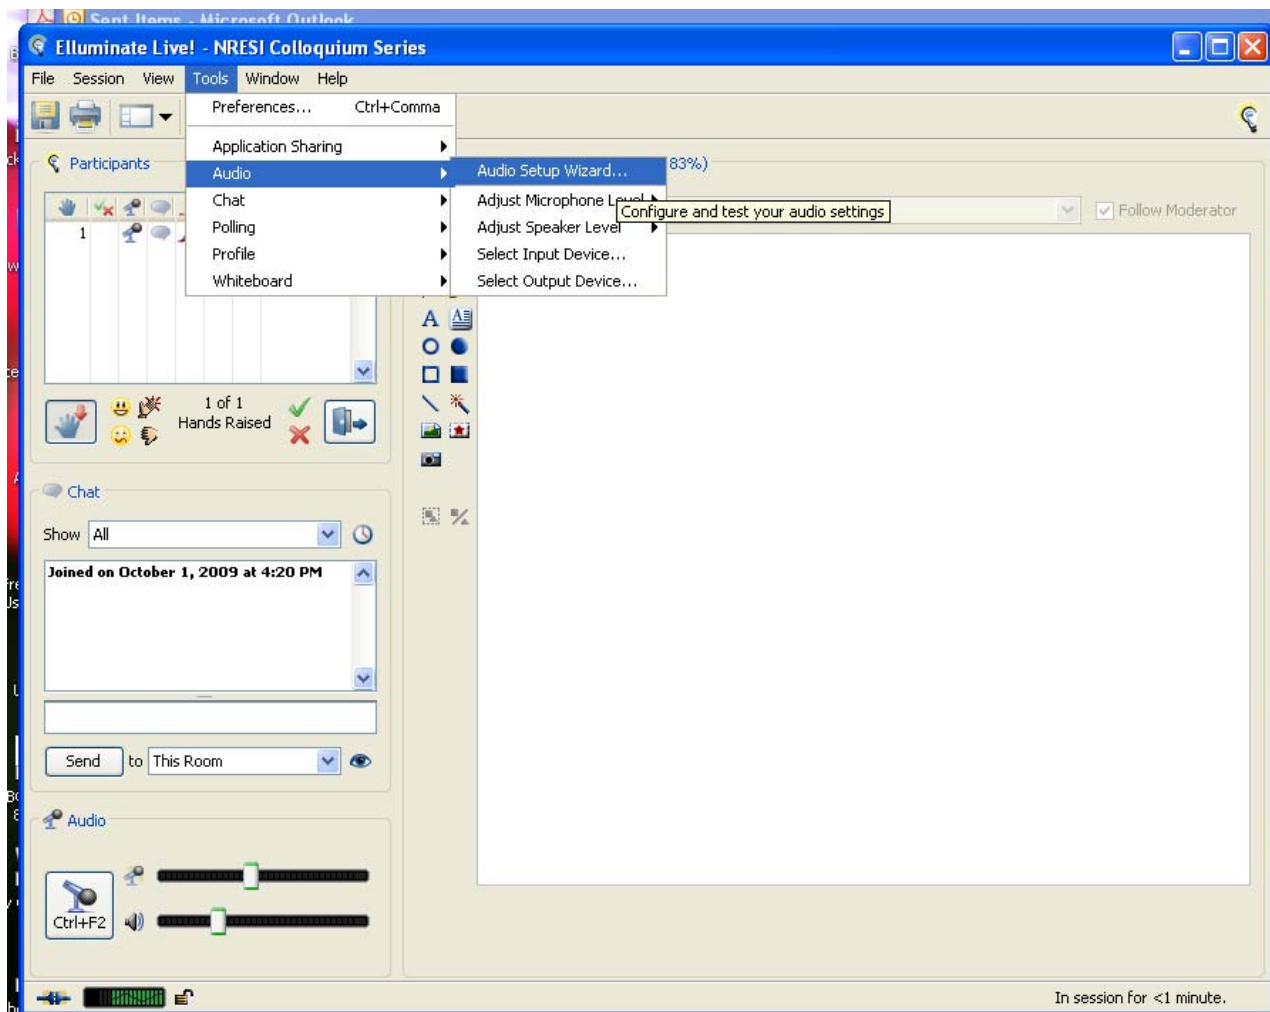 Sent Items - Microsoft Outlook
Elluminate Live! - NRESI Colloquium Series
File Session View Tools Window Help
Preferences... Ctrl+Comma
Application Sharing
Audio
Chat
Polling
Profile
Whiteboard
Audio Setup Wizard...
Adjust Microphone Level
Adjust Speaker Level
Select Input Device...
Select Output Device...
Configure and test your audio settings
83%)
Follow Moderator
Participants
1
1 of 1
Hands Raised
Chat
Show All
Joined on October 1, 2009 at 4:20 PM
Send to This Room
Audio
Ctrl+F2
In session for <1 minute.